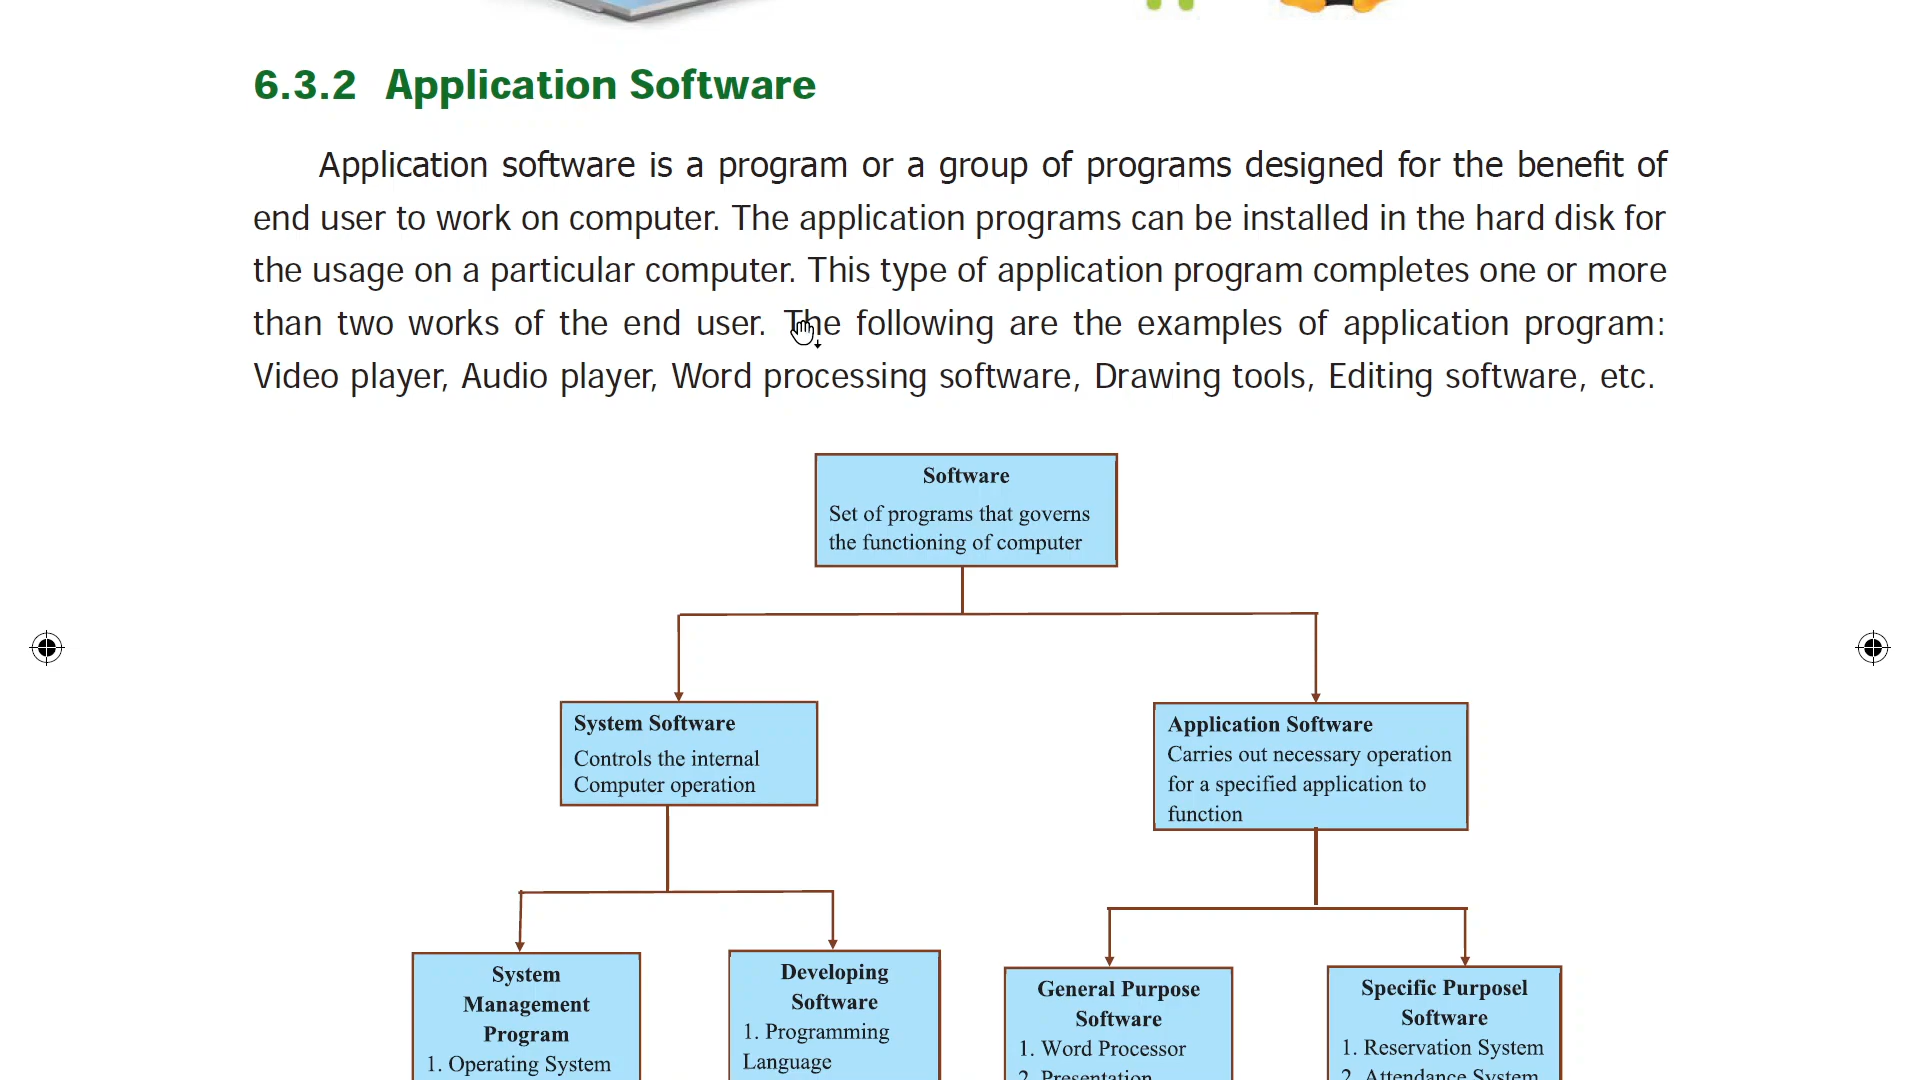 6.3.2 Application Software
Application software is a program or a group of programs designed for the benefit of
end user to work on computer. The application programs can be installed in the hard disk for
the usage on a particular computer. This type of application program completes one or more
than two works of the end user. The following are the examples of application program:
Video player, Audio player, Word processing software, Drawing tools, Editing software, etc.
Software
Set of programs that governs
the functioning of computer
System Software
Controls the internal
Computer operation
Application Software
Carries out necessary operation
for a specified application to
function
System
Management
Program
1. Operating System
Developing
Software
1. Programming
Language
General Purpose
Software
1. Word Processor
2. Presentation
Specific Purposel
Software
1. Reservation System
2. Attendance System